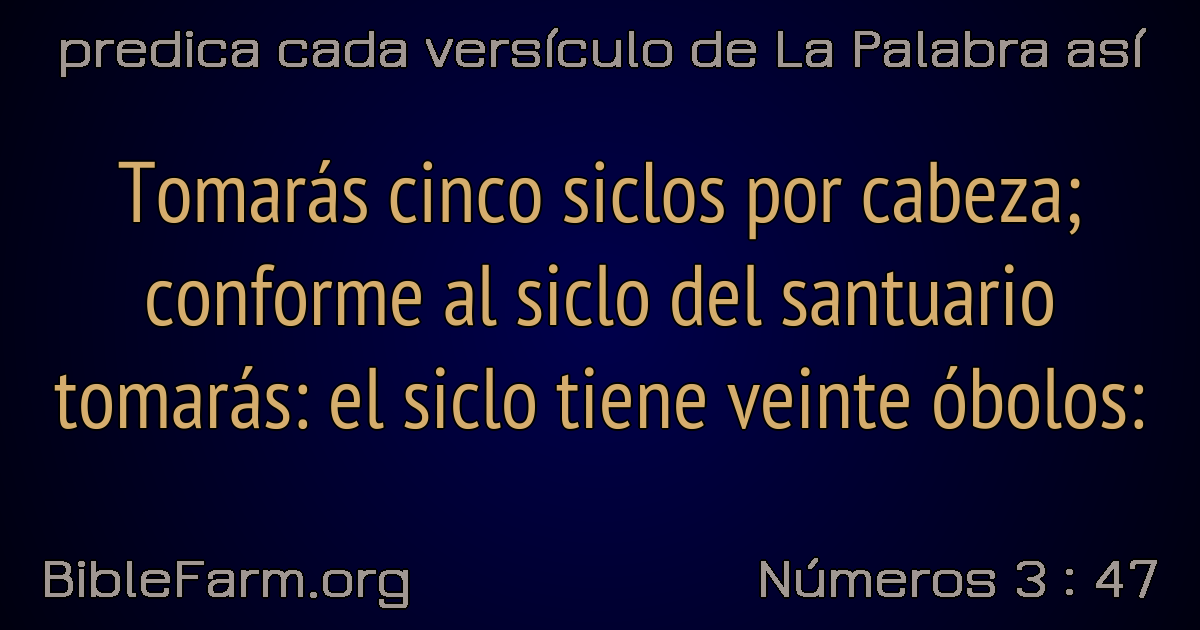 predica cada versículo de La Palabra así
Tomarás cinco siclos por cabeza;
conforme al siclo del santuario
tomarás: el siclo tiene veinte óbolos:
BibleFarm.org
Números 3 : 47